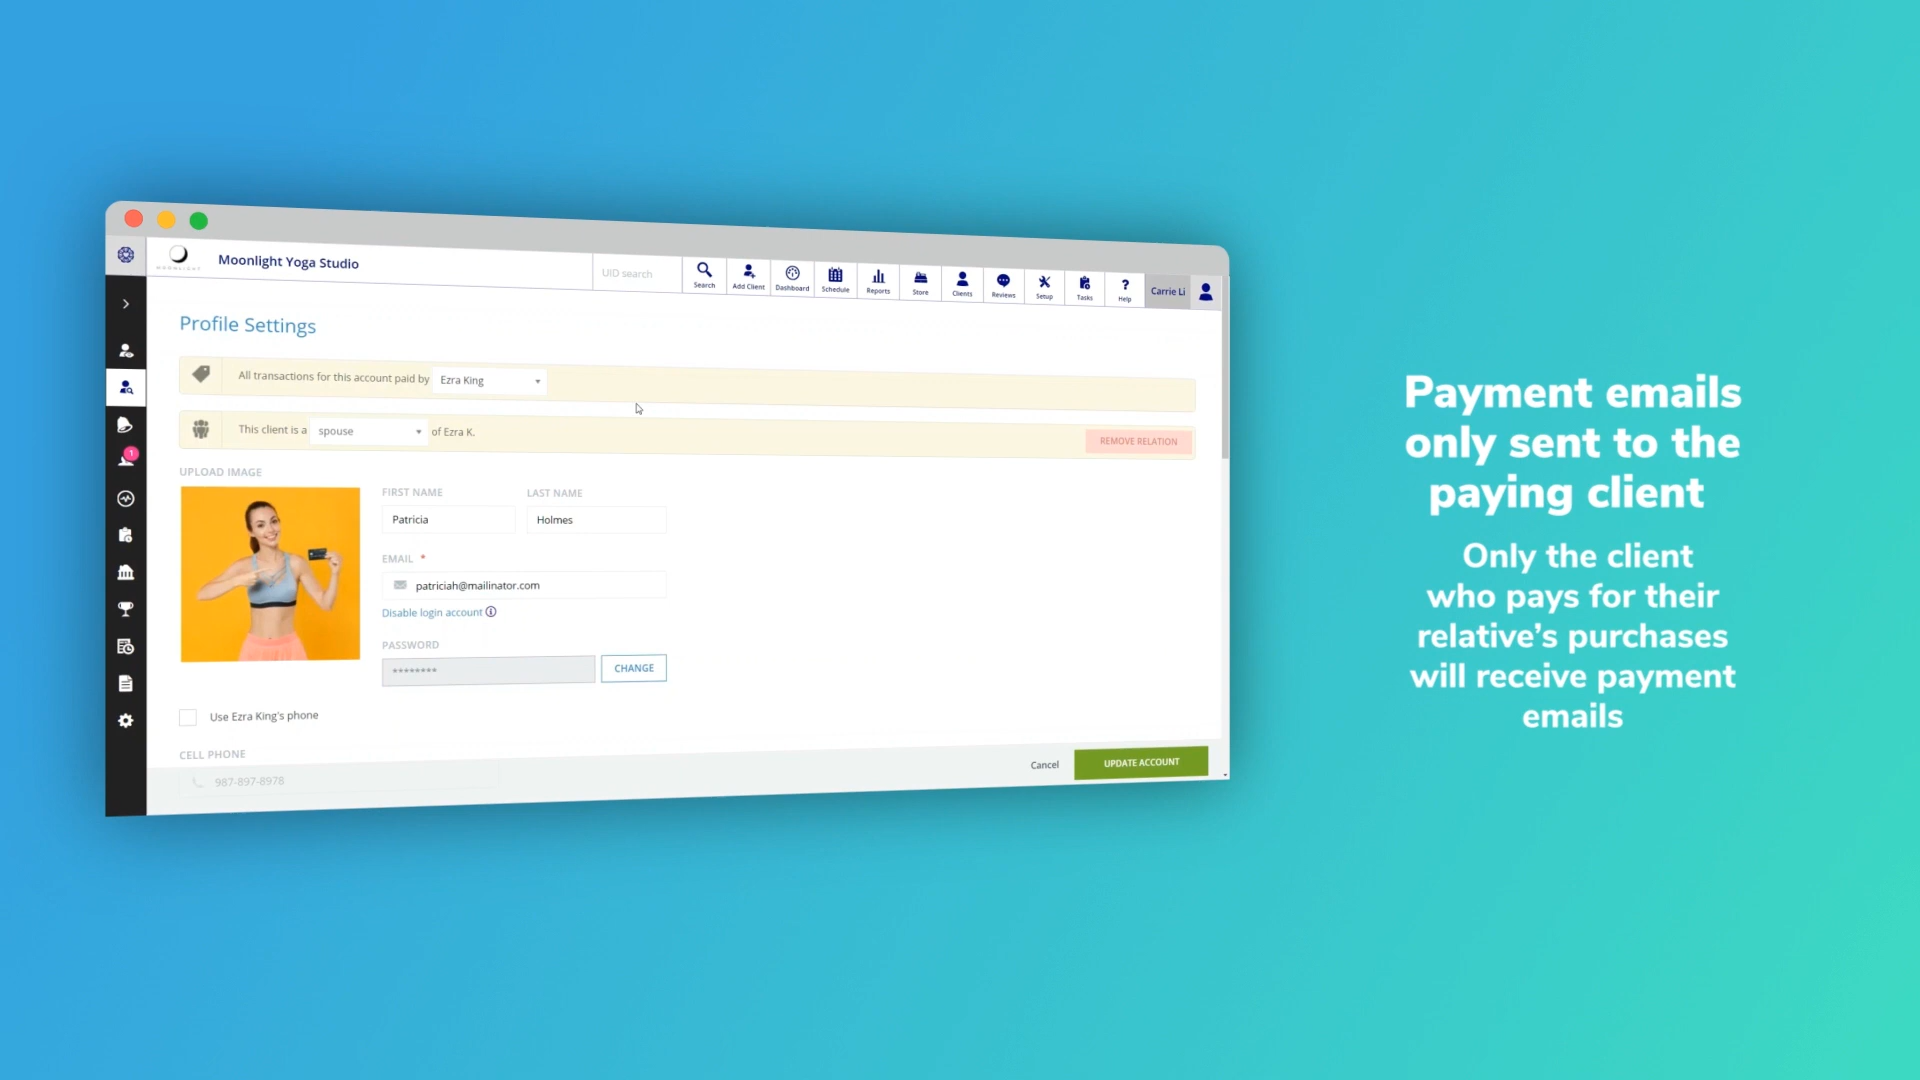 Moonlight Yoga Studio
MOONLIGHT
UID search
Search
Add Client
Dashboard
Schedule
Reports
Store
Clients
Reviews
Setup
Tasks
Help
Carrie Li
Profile Settings
All transactions for this account paid by Ezra King
This client is a spouse of Ezra K.
REMOVE RELATION
UPLOAD IMAGE
FIRST NAME
LAST NAME
Patricia
Holmes
EMAIL *
patriciah@mailinator.com
Disable login account
PASSWORD
********
CHANGE
Use Ezra King's phone
CELL PHONE
987-897-8978
Cancel
UPDATE ACCOUNT
1
Payment emails
only sent to the
paying client
Only the client
who pays for their
relative’s purchases
will receive payment
emails